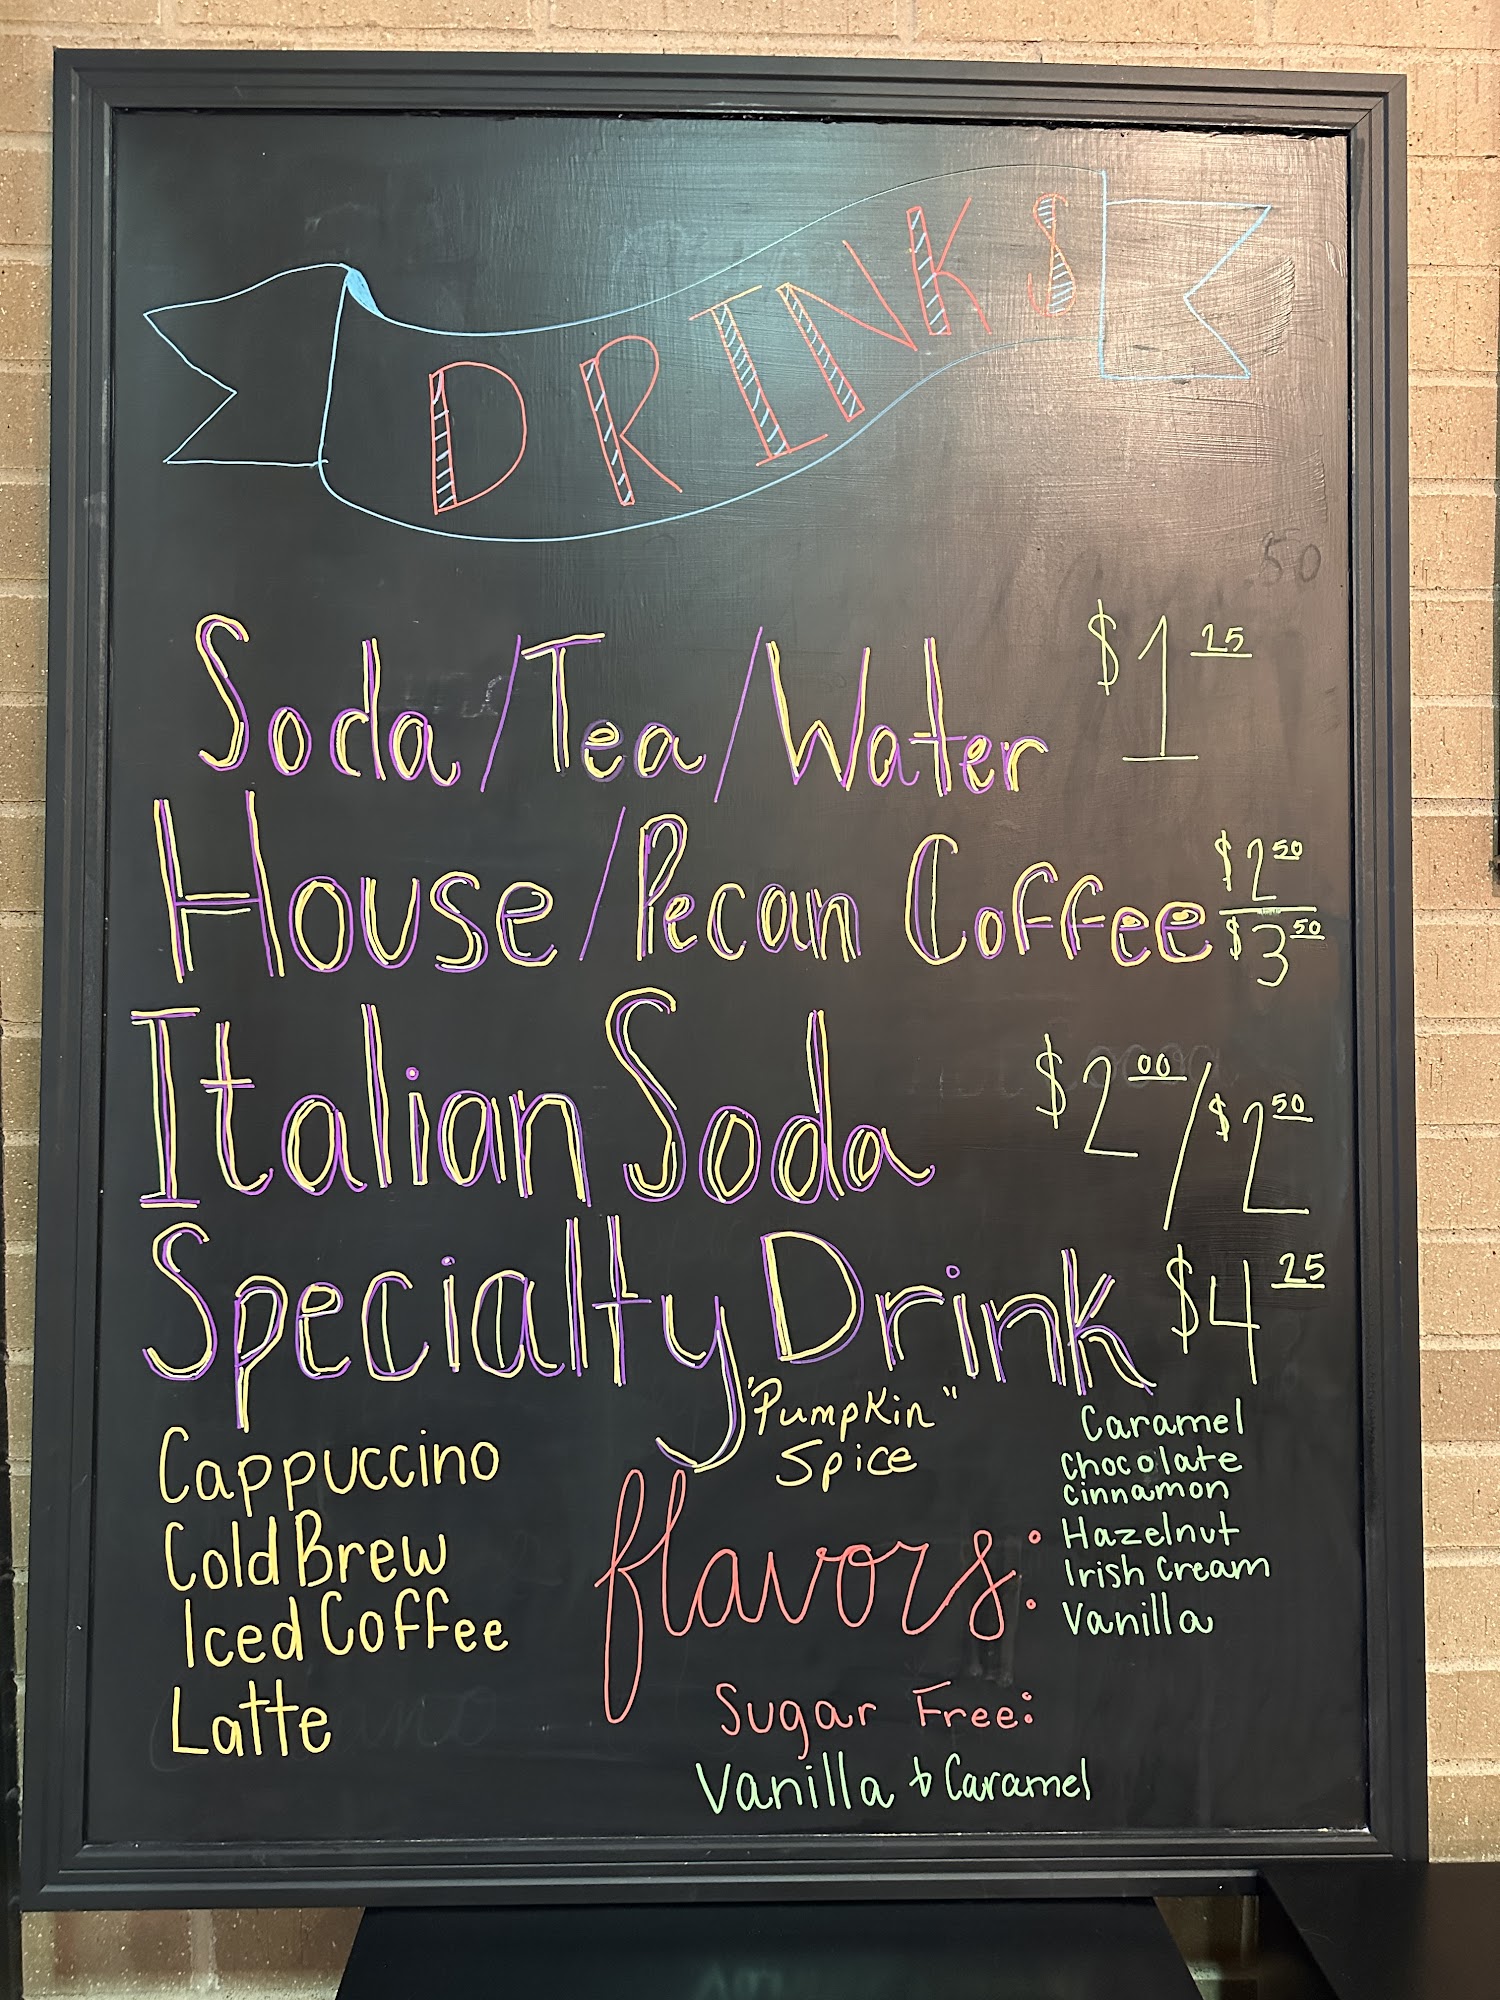 DRINKS
Soda/Tea/Water $1 25
House/Pecan Coffee $2 50
$3 50
Italian Soda $2 00/$2 50
Specialty Drink $4 25
"Pumpkin"
Spice
Cappuccino
Cold Brew
Iced Coffee
Latte
flavors:
Caramel
Chocolate
Cinnamon
Hazelnut
Irish Cream
Vanilla
Sugar Free:
Vanilla & Caramel